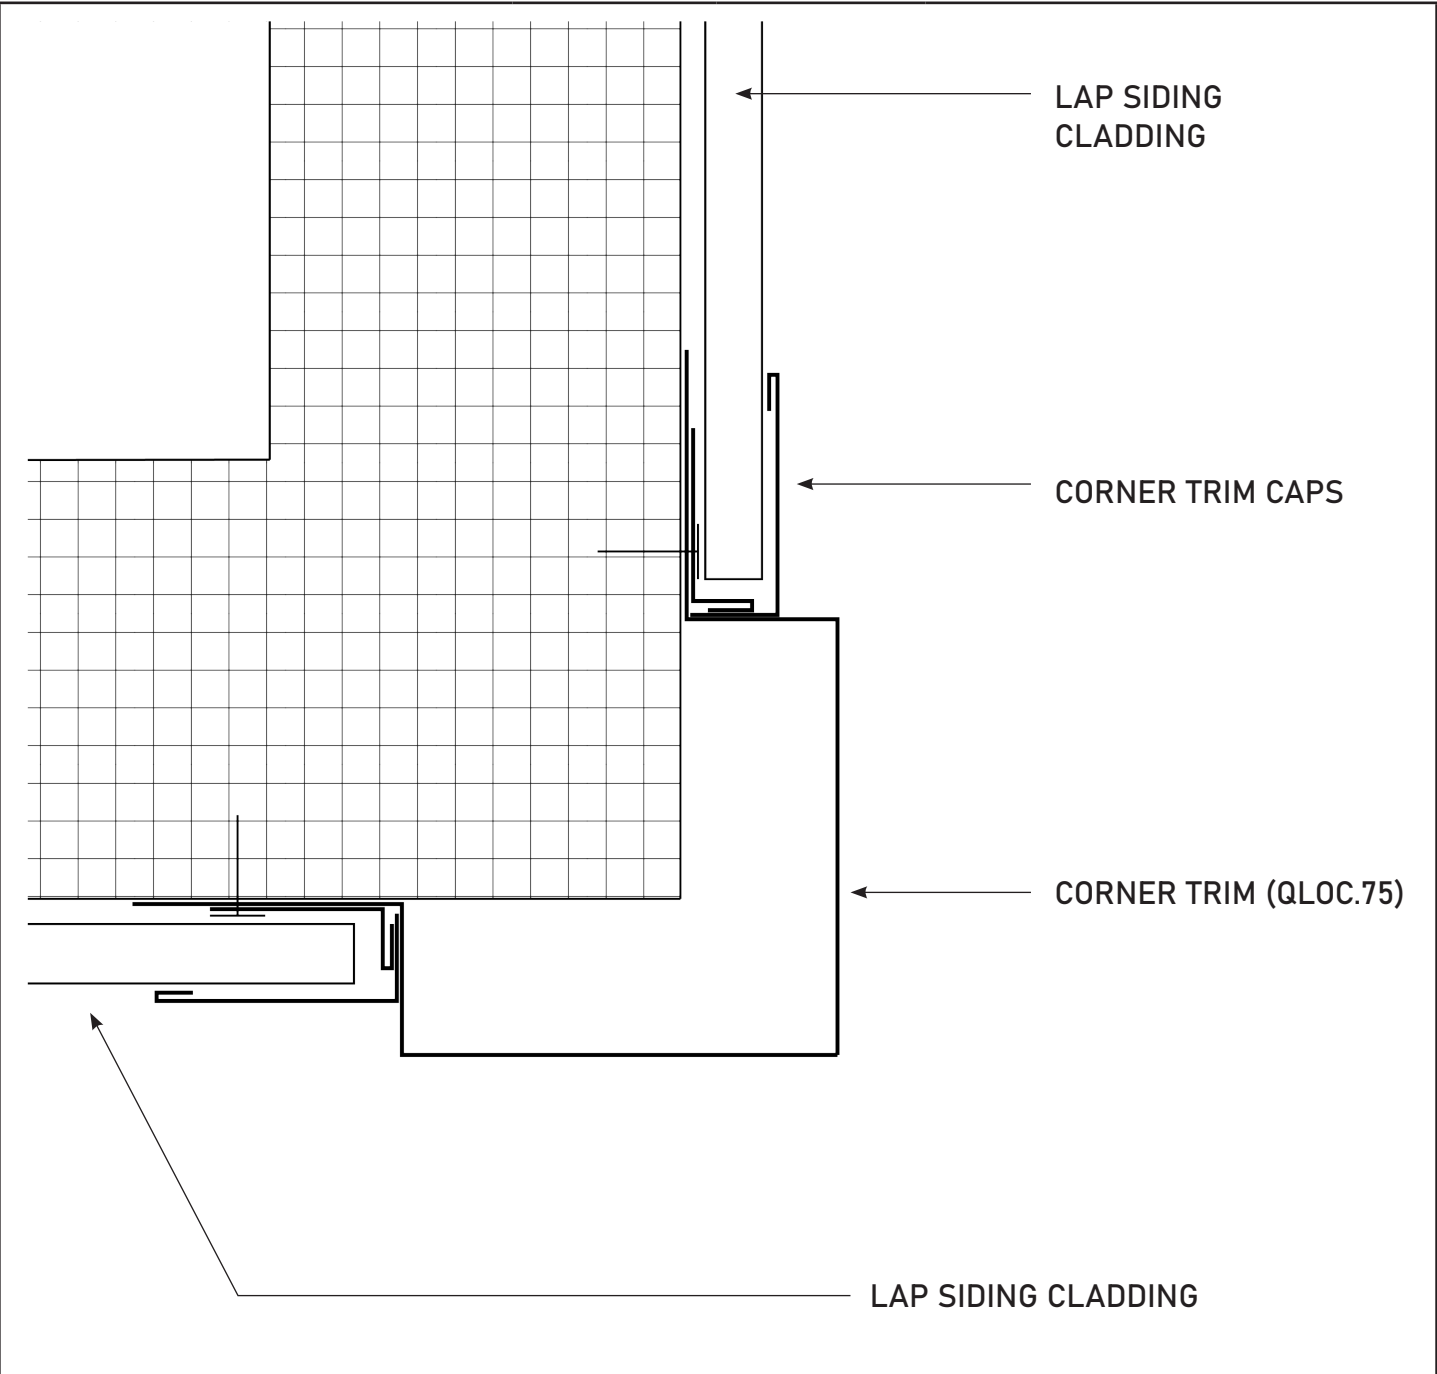 LAP SIDING
CLADDING
CORNER TRIM CAPS
CORNER TRIM (QLOC.75)
LAP SIDING CLADDING